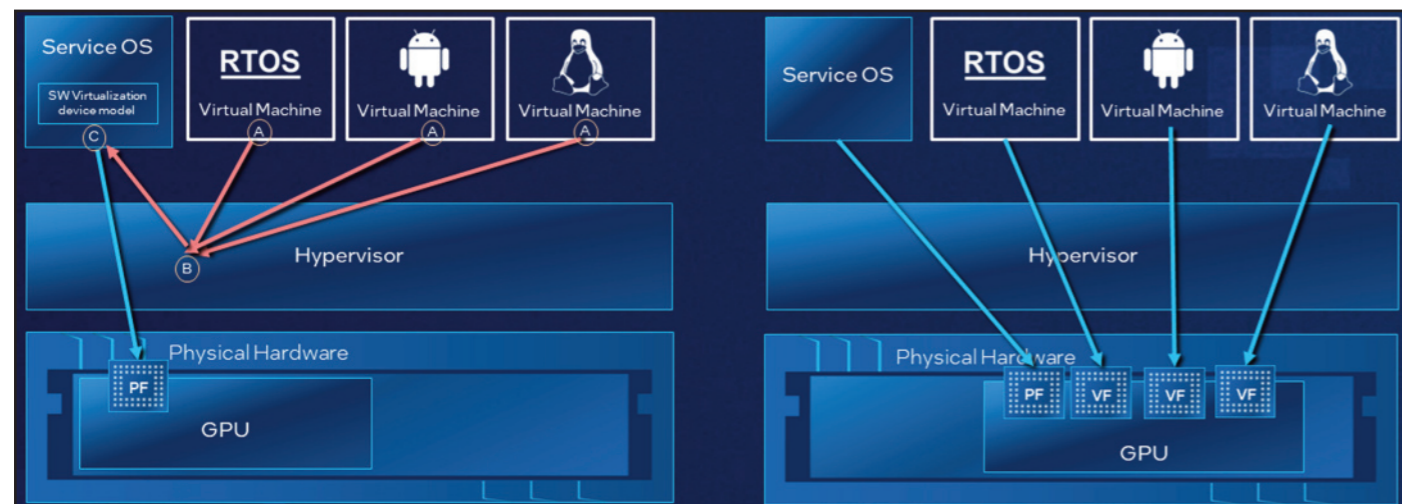 Service OS
SW Virtualization
device model
C
RTOS
Virtual Machine
A
Virtual Machine
A
Virtual Machine
A
Hypervisor
B
Physical Hardware
PF
GPU
Service OS
RTOS
Virtual Machine
Virtual Machine
Virtual Machine
Hypervisor
Physical Hardware
PF
VF
VF
VF
GPU